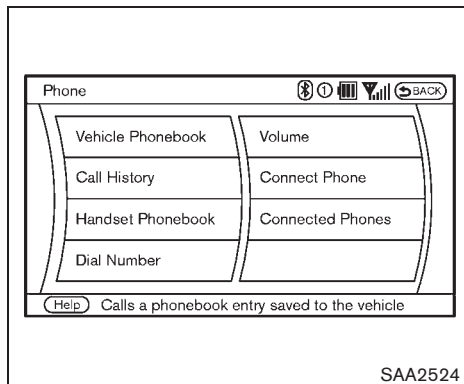 Phone ① BACK
Vehicle Phonebook
Call History
Handset Phonebook
Dial Number
Volume
Connect Phone
Connected Phones
Help Calls a phonebook entry saved to the vehicle
SAA2524